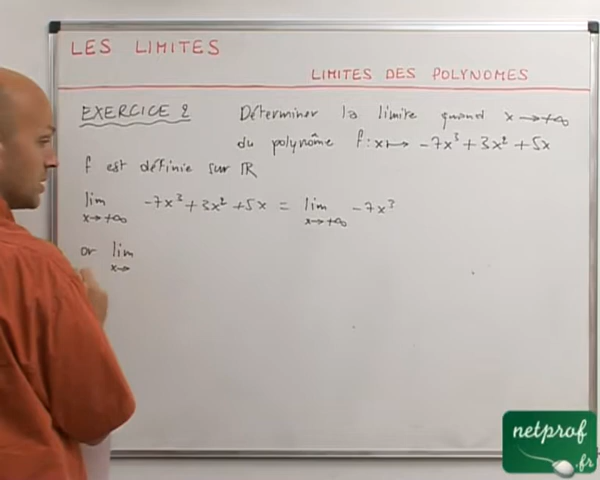 LES LIMITES
LIMITES DES POLYNOMES
EXERCICE 2 Déterminer la limite quand x → +∞
du polynôme f: x ↦ -7x³ + 3x² + 5x
f est définie sur ℝ
lim x→+∞ -7x³ + 3x² + 5x = lim x→+∞ -7x³
or lim x→
netprof
.fr